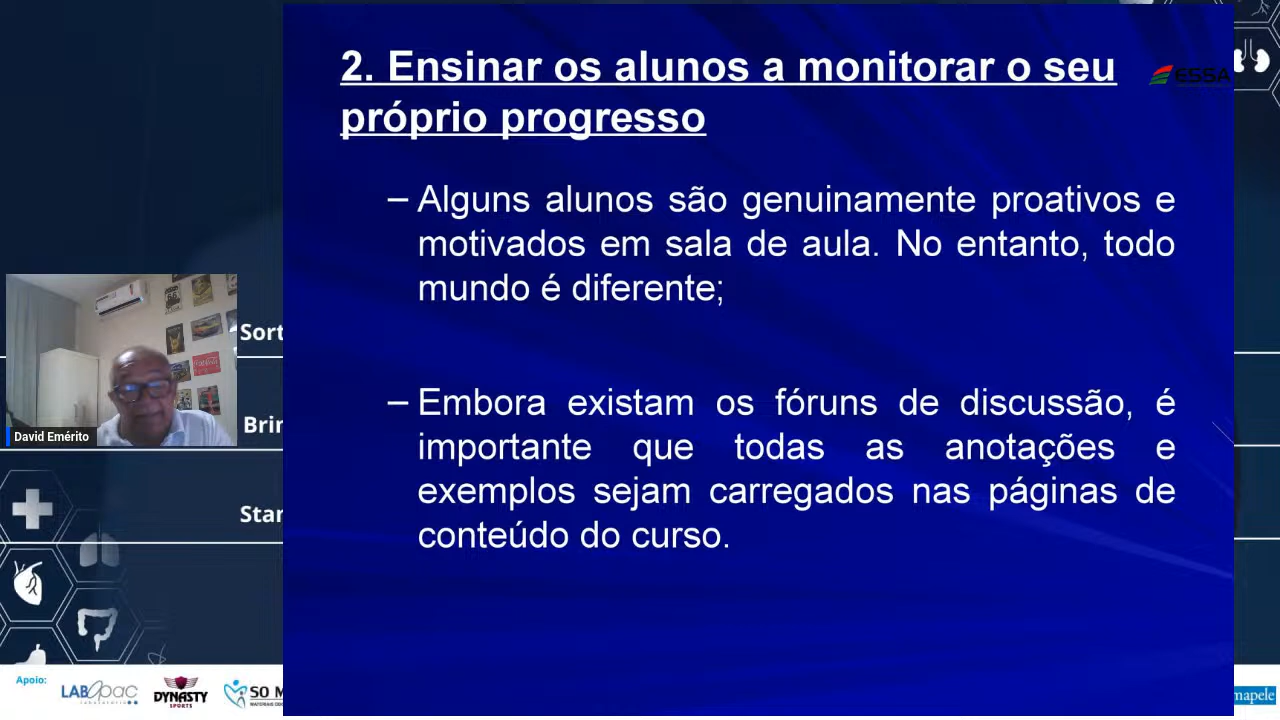 2. Ensinar os alunos a monitorar o seu
próprio progresso
ESSA
– Alguns alunos são genuinamente proativos e
motivados em sala de aula. No entanto, todo
mundo é diferente;
– Embora existam os fóruns de discussão, é
importante que todas as anotações e
exemplos sejam carregados nas páginas de
conteúdo do curso.
Sort
Brin
David Emérito
Star
Apoio:
LABOpac
laboratório
DYNASTY
SPORTS
SO M
mapele